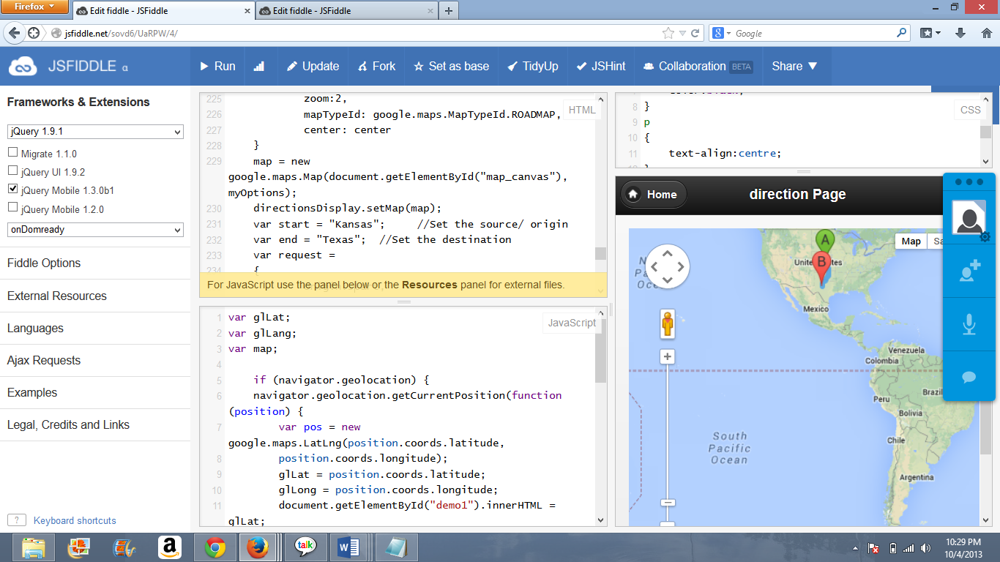 Firefox
Edit fiddle - JSFiddle
Edit fiddle - JSFiddle
jsfiddle.net/sovd6/UaRPW/4/
Google
JSFIDDLE α
Run
Update
Fork
Set as base
TidyUp
JSHint
Collaboration BETA
Share
Frameworks & Extensions
jQuery 1.9.1
Migrate 1.1.0
jQuery UI 1.9.2
jQuery Mobile 1.3.0b1
jQuery Mobile 1.2.0
onDomready
Fiddle Options
External Resources
Languages
Ajax Requests
Examples
Legal, Credits and Links
? Keyboard shortcuts
HTML
225 zoom:2,
226 mapTypeId: google.maps.MapTypeId.ROADMAP,
227 center: center
228 }
229 map = new
google.maps.Map(document.getElementById("map_canvas"),
myOptions);
230 directionsDisplay.setMap(map);
231 var start = "Kansas"; //Set the source/ origin
232 var end = "Texas"; //Set the destination
233 var request =
234 {
For JavaScript use the panel below or the Resources panel for external files.
JavaScript
1 var glLat;
2 var glLang;
3 var map;
4
5 if (navigator.geolocation) {
6 navigator.geolocation.getCurrentPosition(function
(position) {
7 var pos = new
google.maps.LatLng(position.coords.latitude,
8 position.coords.longitude);
9 glLat = position.coords.latitude;
10 glLong = position.coords.longitude;
11 document.getElementById("demo1").innerHTML =
glLat;
CSS
8 }
9 p
10 {
11 text-align:centre;
Home
direction Page
Map
A
B
Mexico
Venezuela
Colombia
Peru
Brazil
Bolivia
Chile
Argentina
South
Pacific
Ocean
talk
10:29 PM
10/4/2013